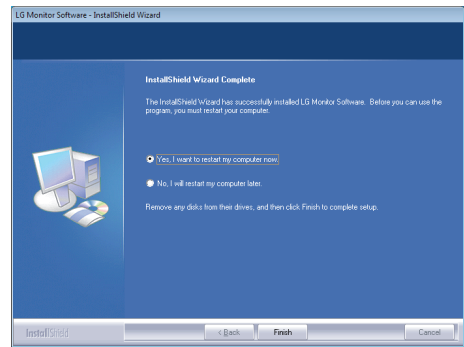 LG Monitor Software - InstallShield Wizard
InstallShield Wizard Complete
The InstallShield Wizard has successfully installed LG Monitor Software. Before you can use the
program, you must restart your computer.
Yes, I want to restart my computer now.
No, I will restart my computer later.
Remove any disks from their drives, and then click Finish to complete setup.
InstallShield
< Back
Finish
Cancel